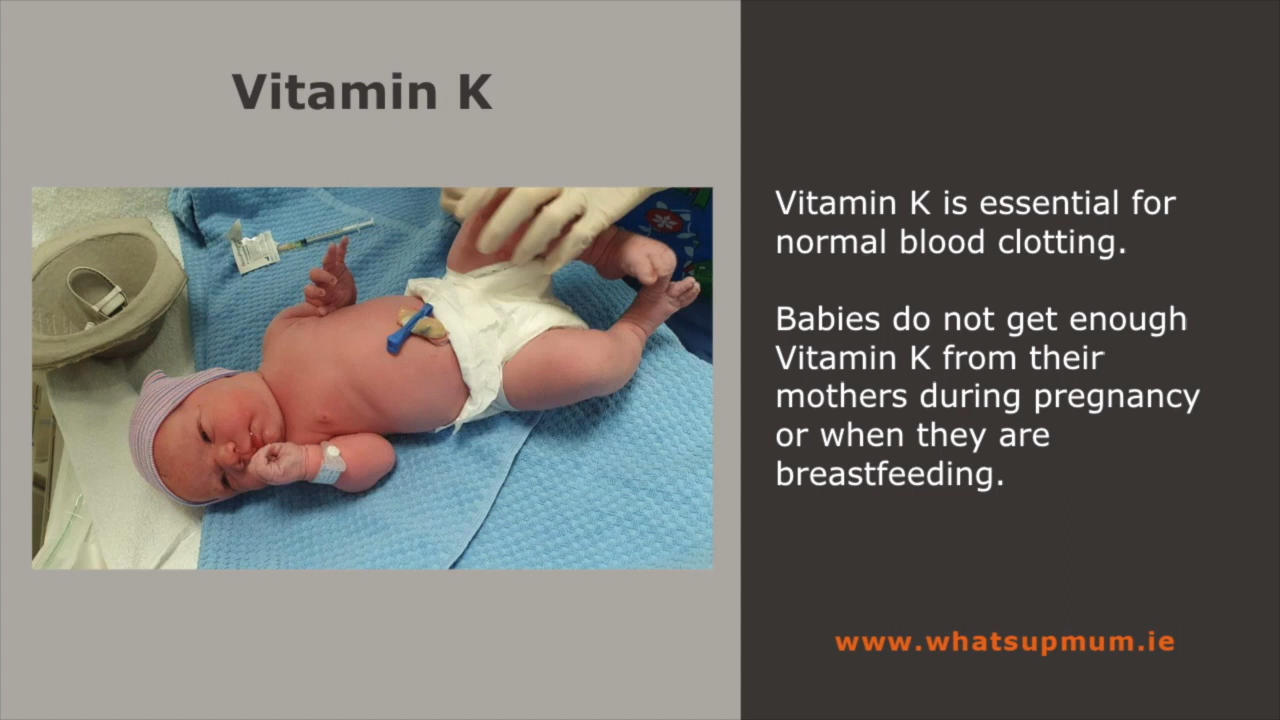 Vitamin K
Vitamin K is essential for
normal blood clotting.
Babies do not get enough
Vitamin K from their
mothers during pregnancy
or when they are
breastfeeding.
www.whatsupmum.ie